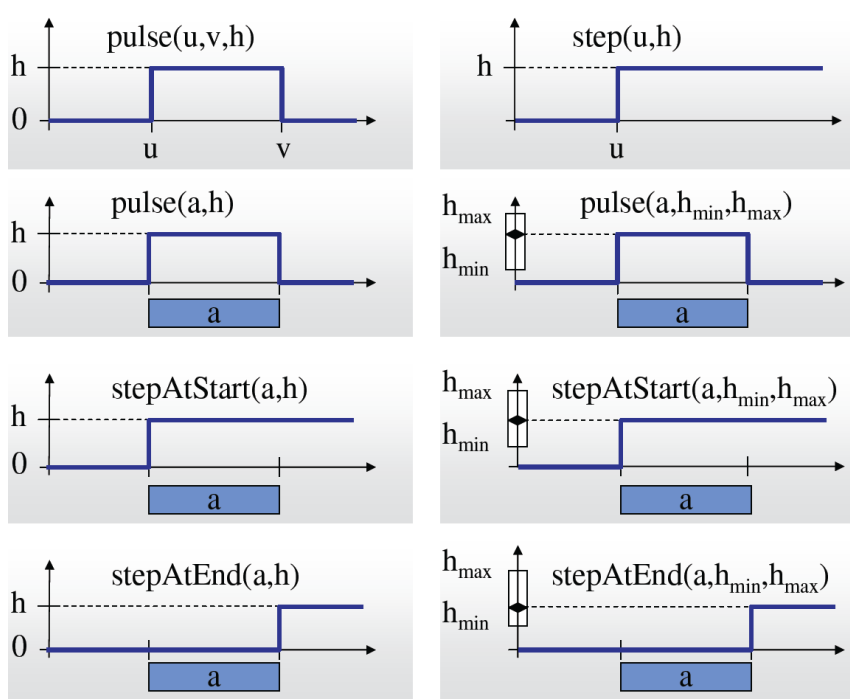 pulse(u,v,h)
h
0
u v
step(u,h)
h
u
pulse(a,h)
h
0
a
pulse(a,hmin,hmax)
hmax
hmin
a
stepAtStart(a,h)
h
0
a
stepAtStart(a,hmin,hmax)
hmax
hmin
a
stepAtEnd(a,h)
h
0
a
stepAtEnd(a,hmin,hmax)
hmax
hmin
a